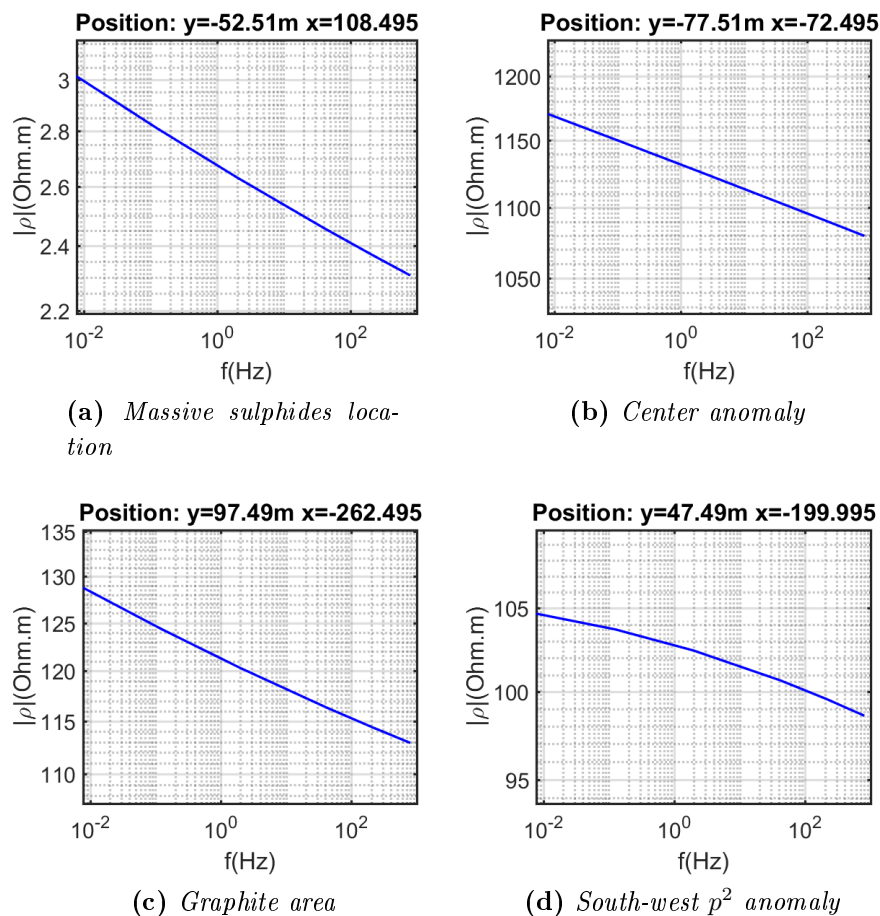 Position: y=-52.51m x=108.495
|ρ|(Ohm.m)
3
2.8
2.6
2.4
2.2
10^-2
10^0
10^2
f(Hz)
(a) Massive sulphides loca-
tion
Position: y=-77.51m x=-72.495
|ρ|(Ohm.m)
1200
1150
1100
1050
10^-2
10^0
10^2
f(Hz)
(b) Center anomaly
Position: y=97.49m x=-262.495
|ρ|(Ohm.m)
135
130
125
120
115
110
10^-2
10^0
10^2
f(Hz)
(c) Graphite area
Position: y=47.49m x=-199.995
|ρ|(Ohm.m)
105
100
95
10^-2
10^0
10^2
f(Hz)
(d) South-west p^2 anomaly